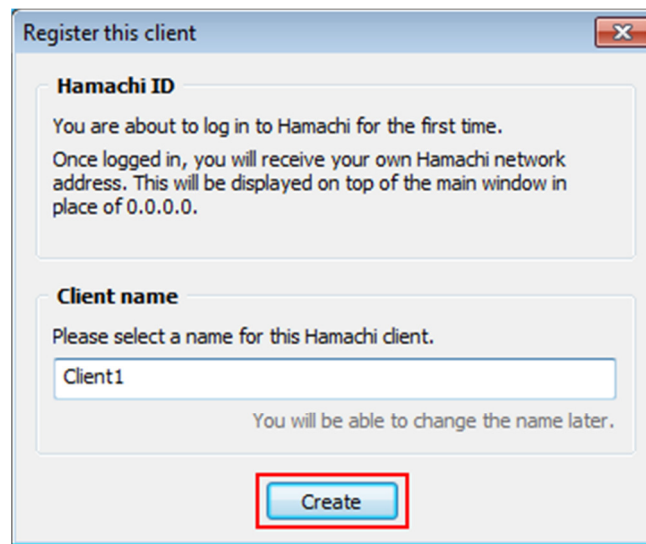 Register this client
Hamachi ID
You are about to log in to Hamachi for the first time.
Once logged in, you will receive your own Hamachi network
address. This will be displayed on top of the main window in
place of 0.0.0.0.
Client name
Please select a name for this Hamachi client.
Client1
You will be able to change the name later.
Create